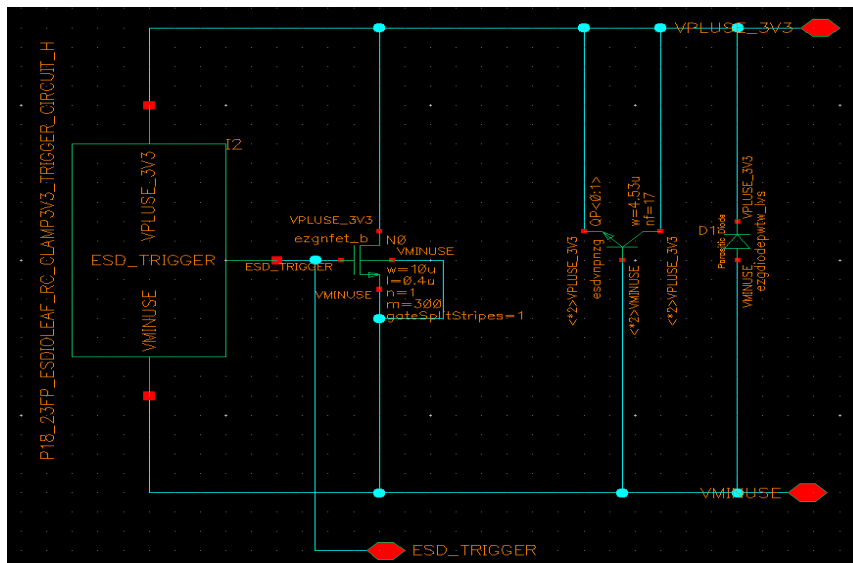 P18_23FP_ESDIOLEAF_RC_CLAMP3V3_TRIGGER_CIRCUIT_H
I2
VPLUSE_3V3
ESD_TRIGGER
VMINUSE
VPLUSE_3V3
N0
ezgnfet_b
VMINUSE
ESD_TRIGGER
w=10u
l=0.4u
VMINUSE
n=1
m=300
gateSplitStripes=1
<*2>VPLUSE_3V3
QP<0:1>
esdvnpnzg
<*2>VMINUSE
w=4.53u
nf=17
<*2>VPLUSE_3V3
VPLUSE_3V3
D1
Parasitic Diode
VPLUSE_3V3
VMINUSE
ezgdiodepwtw_lvs
VMINUSE
ESD_TRIGGER